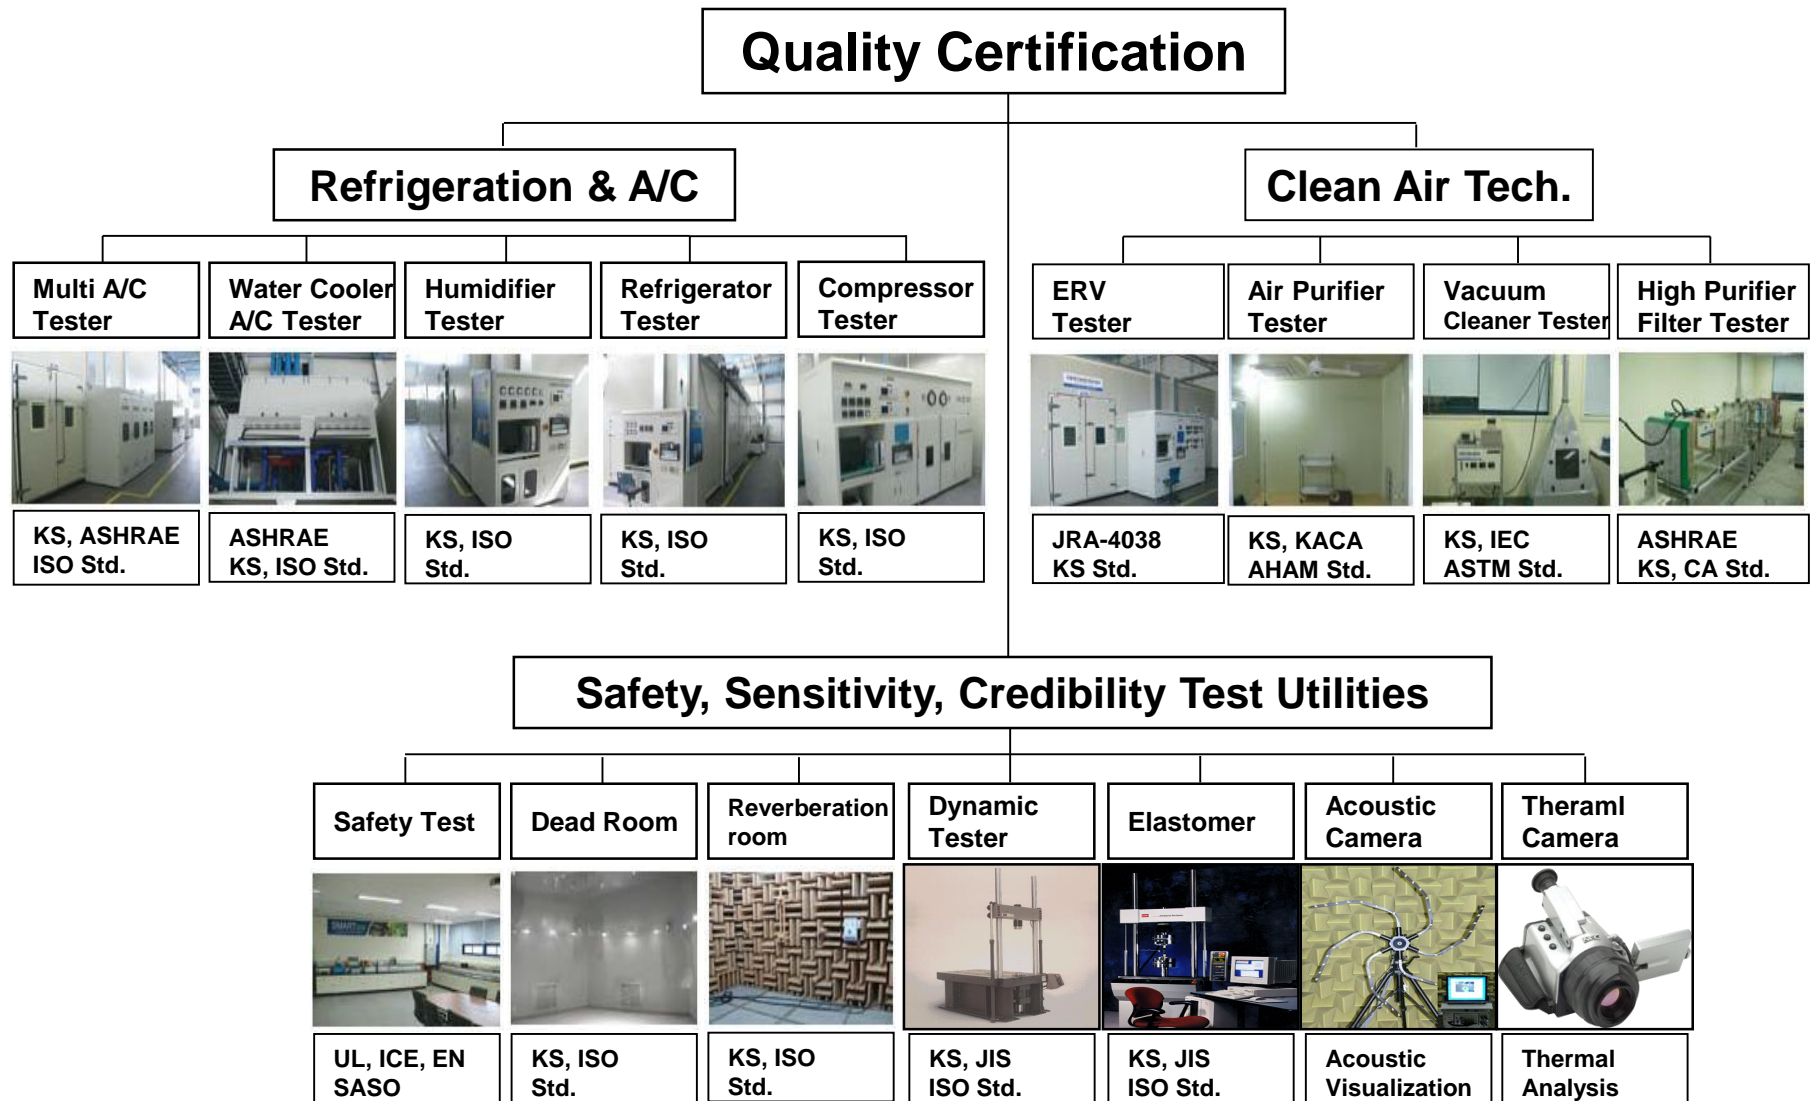 Quality Certification
Refrigeration & A/C
Clean Air Tech.
Multi A/C
Tester
Water Cooler
A/C Tester
Humidifier
Tester
Refrigerator
Tester
Compressor
Tester
ERV
Tester
Air Purifier
Tester
Vacuum
Cleaner Tester
High Purifier
Filter Tester
KS, ASHRAE
ISO Std.
ASHRAE
KS, ISO Std.
KS, ISO
Std.
KS, ISO
Std.
KS, ISO
Std.
JRA-4038
KS Std.
KS, KACA
AHAM Std.
KS, IEC
ASTM Std.
ASHRAE
KS, CA Std.
Safety, Sensitivity, Credibility Test Utilities
Safety Test
Dead Room
Reverberation
room
Dynamic
Tester
Elastomer
Acoustic
Camera
Theraml
Camera
SMART
UL, ICE, EN
SASO
KS, ISO
Std.
KS, ISO
Std.
KS, JIS
ISO Std.
KS, JIS
ISO Std.
Acoustic
Visualization
Thermal
Analysis